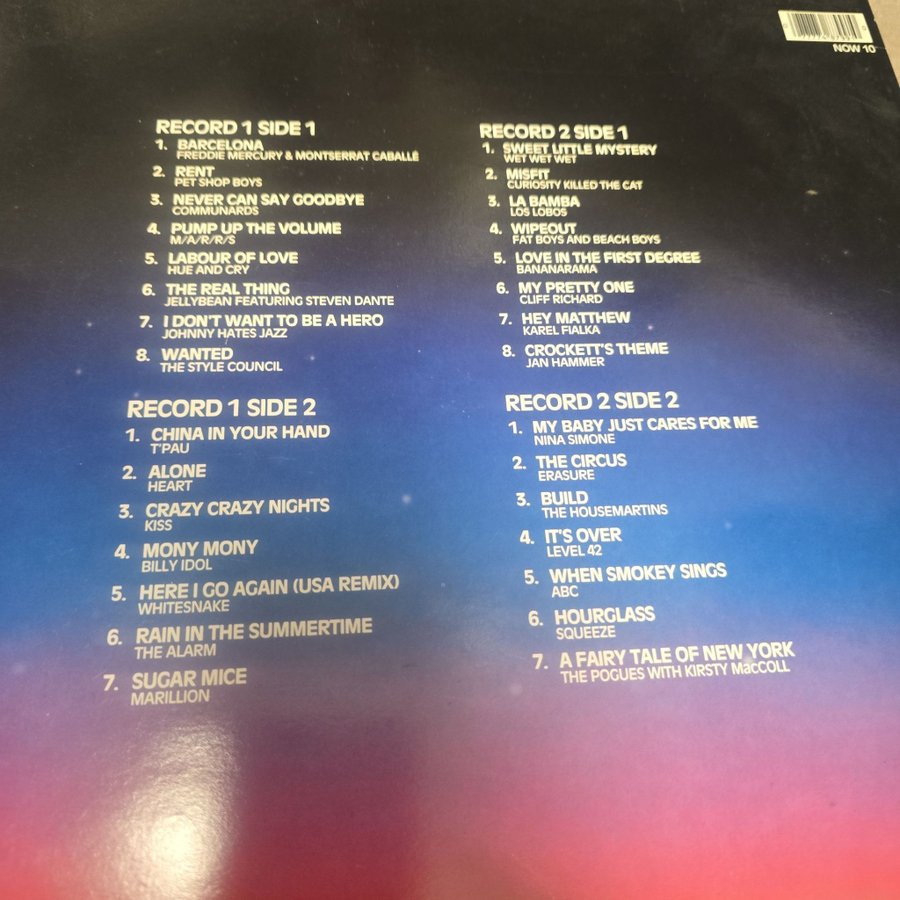 NOW 10
RECORD 1 SIDE 1
1. BARCELONA
FREDDIE MERCURY & MONTSERRAT CABALLÉ
2. RENT
PET SHOP BOYS
3. NEVER CAN SAY GOODBYE
COMMUNARDS
4. PUMP UP THE VOLUME
M/A/R/R/S
5. LABOUR OF LOVE
HUE AND CRY
6. THE REAL THING
JELLYBEAN FEATURING STEVEN DANTE
7. I DON'T WANT TO BE A HERO
JOHNNY HATES JAZZ
8. WANTED
THE STYLE COUNCIL
RECORD 1 SIDE 2
1. CHINA IN YOUR HAND
T'PAU
2. ALONE
HEART
3. CRAZY CRAZY NIGHTS
KISS
4. MONY MONY
BILLY IDOL
5. HERE I GO AGAIN (USA REMIX)
WHITESNAKE
6. RAIN IN THE SUMMERTIME
THE ALARM
7. SUGAR MICE
MARILLION
RECORD 2 SIDE 1
1. SWEET LITTLE MYSTERY
WET WET WET
2. MISFIT
CURIOSITY KILLED THE CAT
3. LA BAMBA
LOS LOBOS
4. WIPEOUT
FAT BOYS AND BEACH BOYS
5. LOVE IN THE FIRST DEGREE
BANANARAMA
6. MY PRETTY ONE
CLIFF RICHARD
7. HEY MATTHEW
KAREL FIALKA
8. CROCKETT'S THEME
JAN HAMMER
RECORD 2 SIDE 2
1. MY BABY JUST CARES FOR ME
NINA SIMONE
2. THE CIRCUS
ERASURE
3. BUILD
THE HOUSEMARTINS
4. IT'S OVER
LEVEL 42
5. WHEN SMOKEY SINGS
ABC
6. HOURGLASS
SQUEEZE
7. A FAIRY TALE OF NEW YORK
THE POGUES WITH KIRSTY MacCOLL